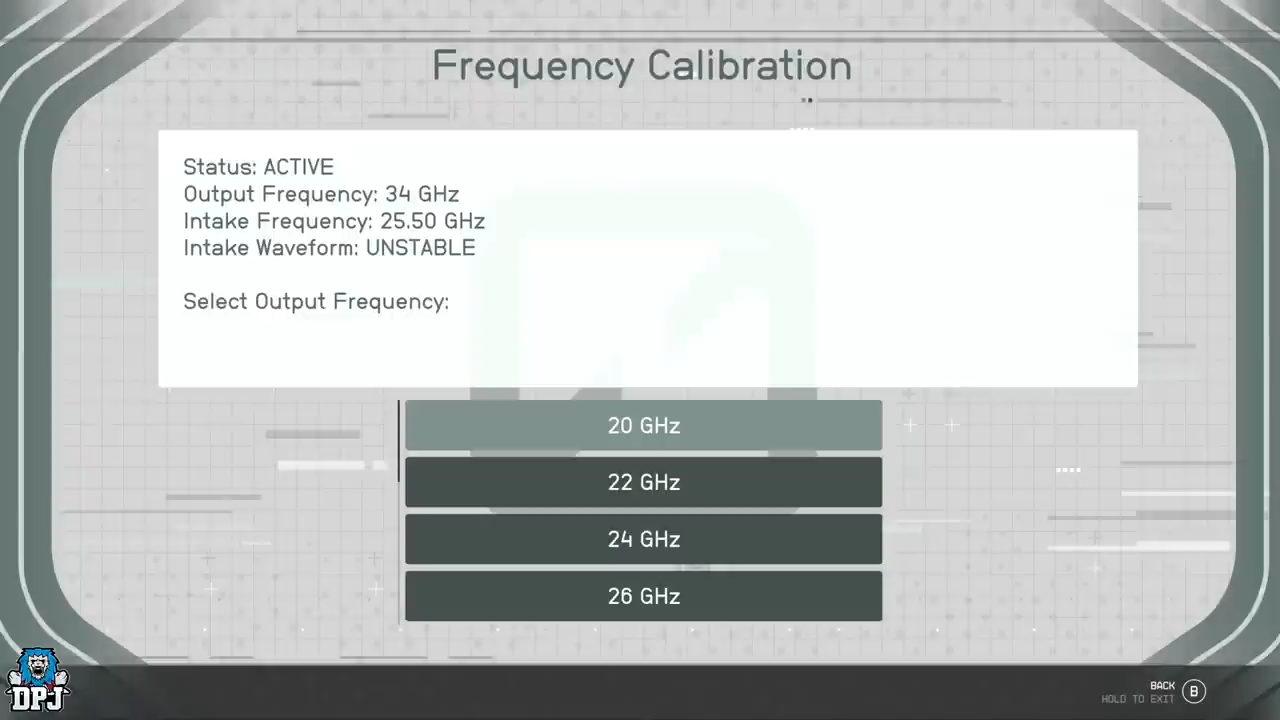 Frequency Calibration
Status: ACTIVE
Output Frequency: 34 GHz
Intake Frequency: 25.50 GHz
Intake Waveform: UNSTABLE
Select Output Frequency:
20 GHz
22 GHz
24 GHz
26 GHz
BACK
HOLD TO EXIT
B
DPJ